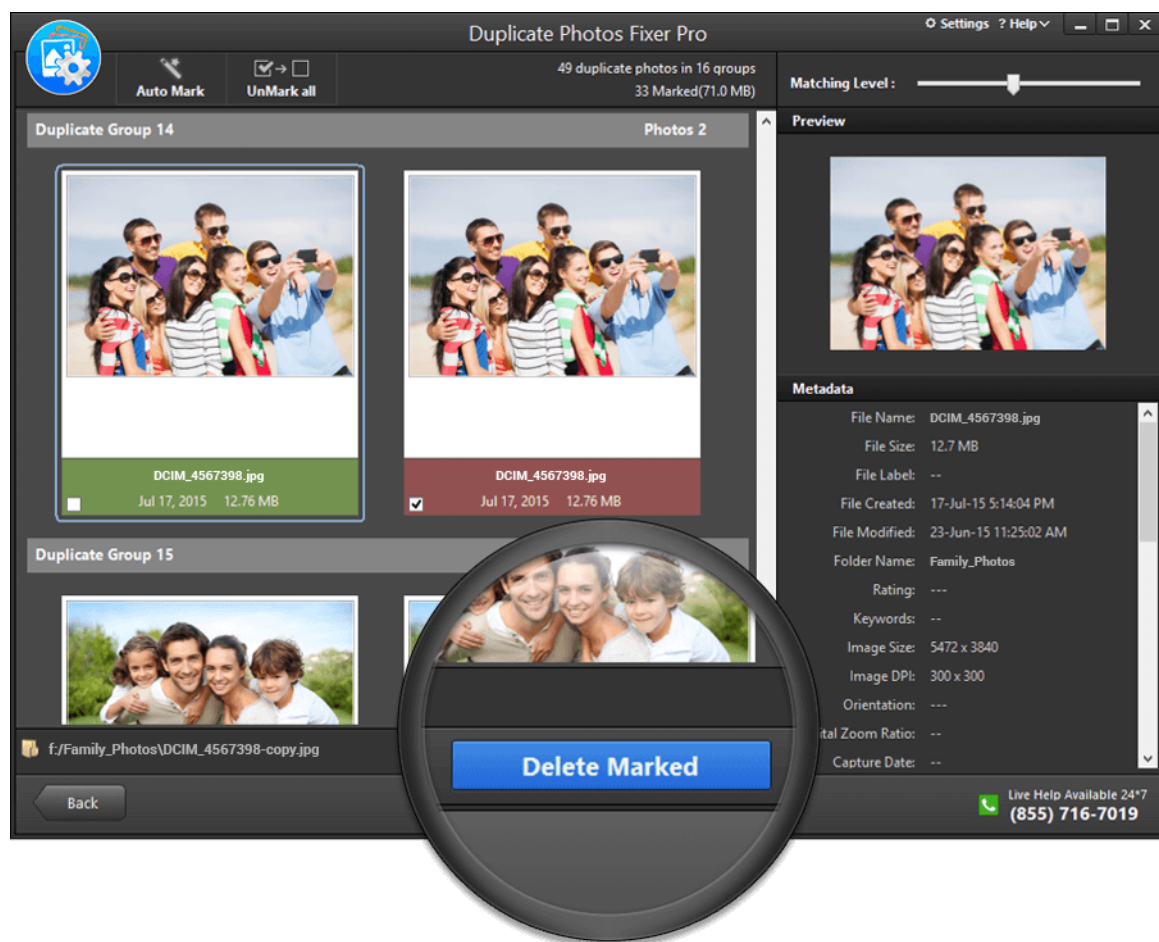 Duplicate Photos Fixer Pro
Settings ? Help
Auto Mark
UnMark all
49 duplicate photos in 16 groups
33 Marked(71.0 MB)
Matching Level :
Duplicate Group 14 Photos 2
DCIM_4567398.jpg
Jul 17, 2015 12.76 MB
DCIM_4567398.jpg
Jul 17, 2015 12.76 MB
Duplicate Group 15
f:/Family_Photos\DCIM_4567398-copy.jpg
Delete Marked
Back
Preview
Metadata
File Name: DCIM_4567398.jpg
File Size: 12.7 MB
File Label: --
File Created: 17-Jul-15 5:14:04 PM
File Modified: 23-Jun-15 11:25:02 AM
Folder Name: Family_Photos
Rating: ---
Keywords: --
Image Size: 5472 x 3840
Image DPI: 300 x 300
Orientation: ---
Zoom Ratio: --
Capture Date: --
Live Help Available 24*7
(855) 716-7019